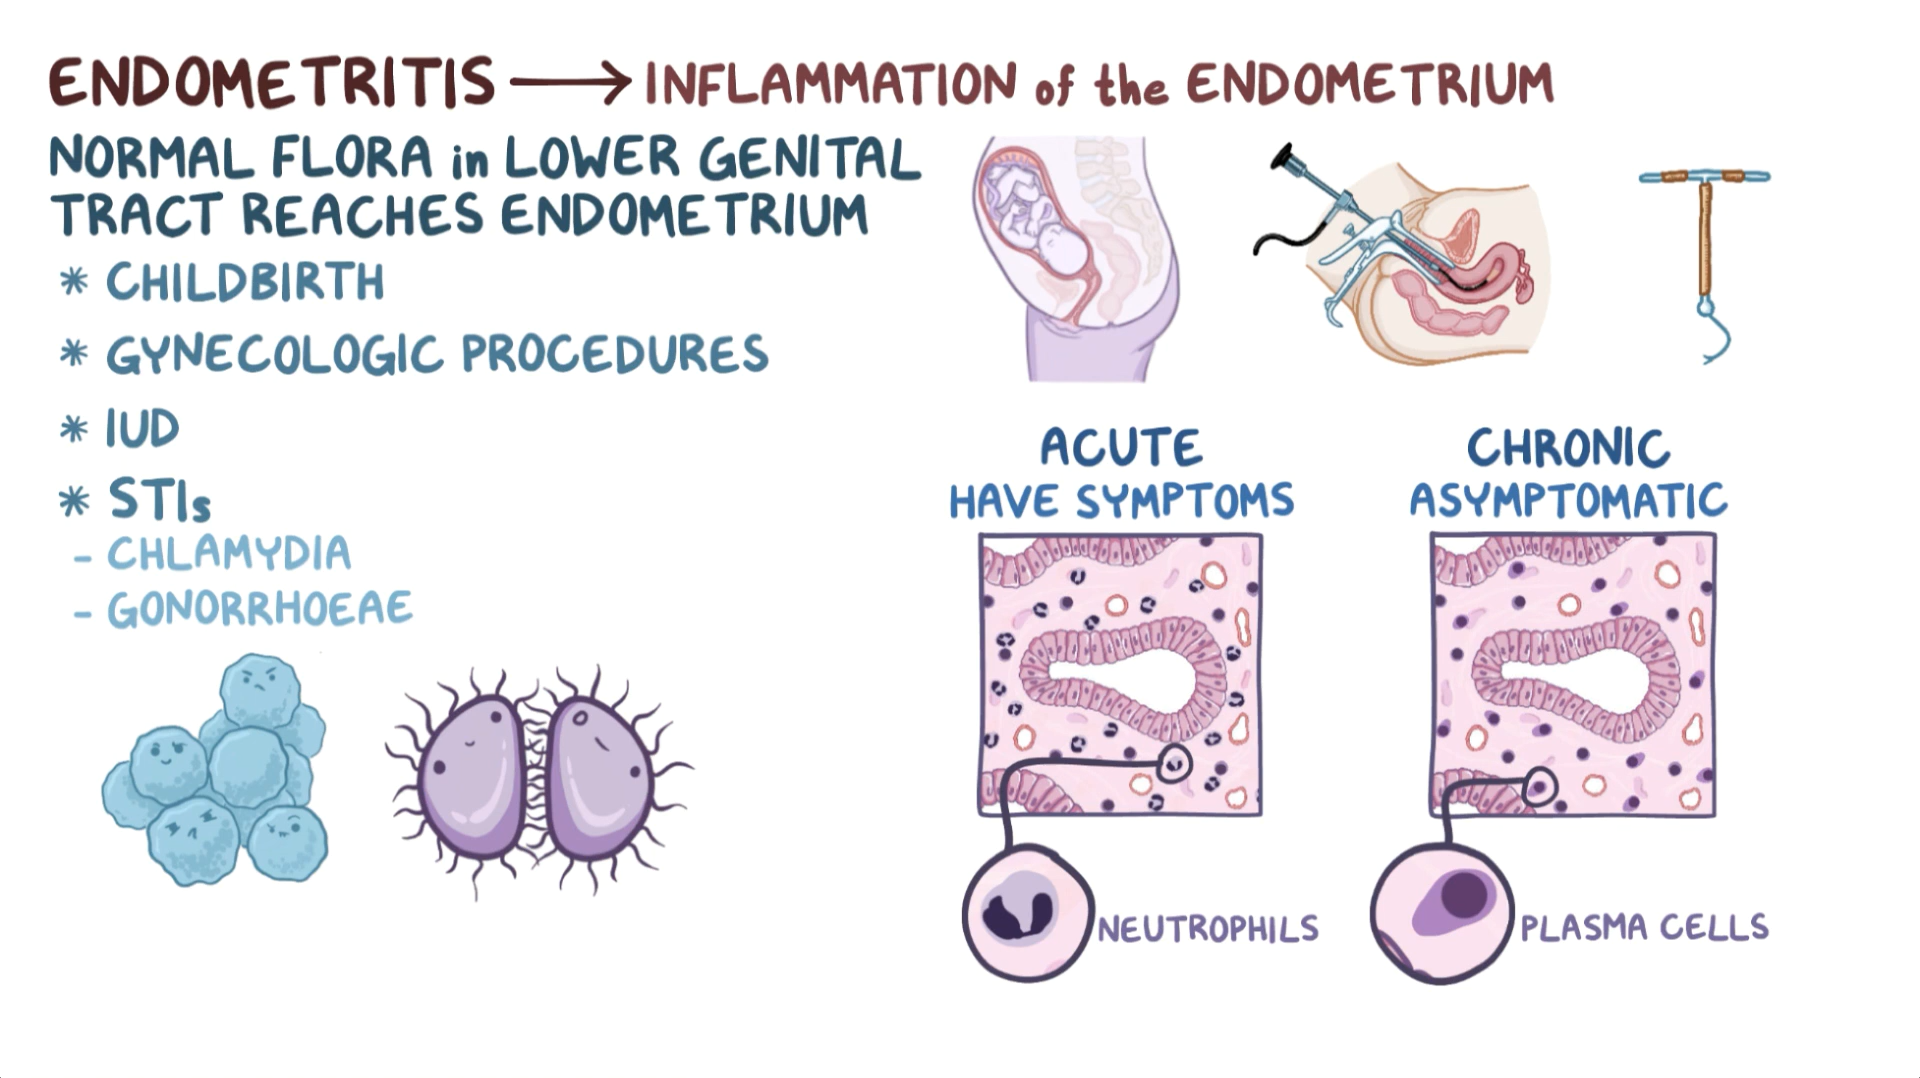 ENDOMETRITIS → INFLAMMATION of the ENDOMETRIUM
NORMAL FLORA in LOWER GENITAL
TRACT REACHES ENDOMETRIUM
* CHILDBIRTH
* GYNECOLOGIC PROCEDURES
* IUD
* STIs
- CHLAMYDIA
- GONORRHOEAE
ACUTE
HAVE SYMPTOMS
NEUTROPHILS
CHRONIC
ASYMPTOMATIC
PLASMA CELLS